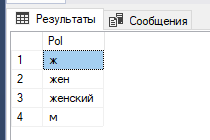 Результаты Сообщения
Pol
1 ж
2 жен
3 женский
4 м